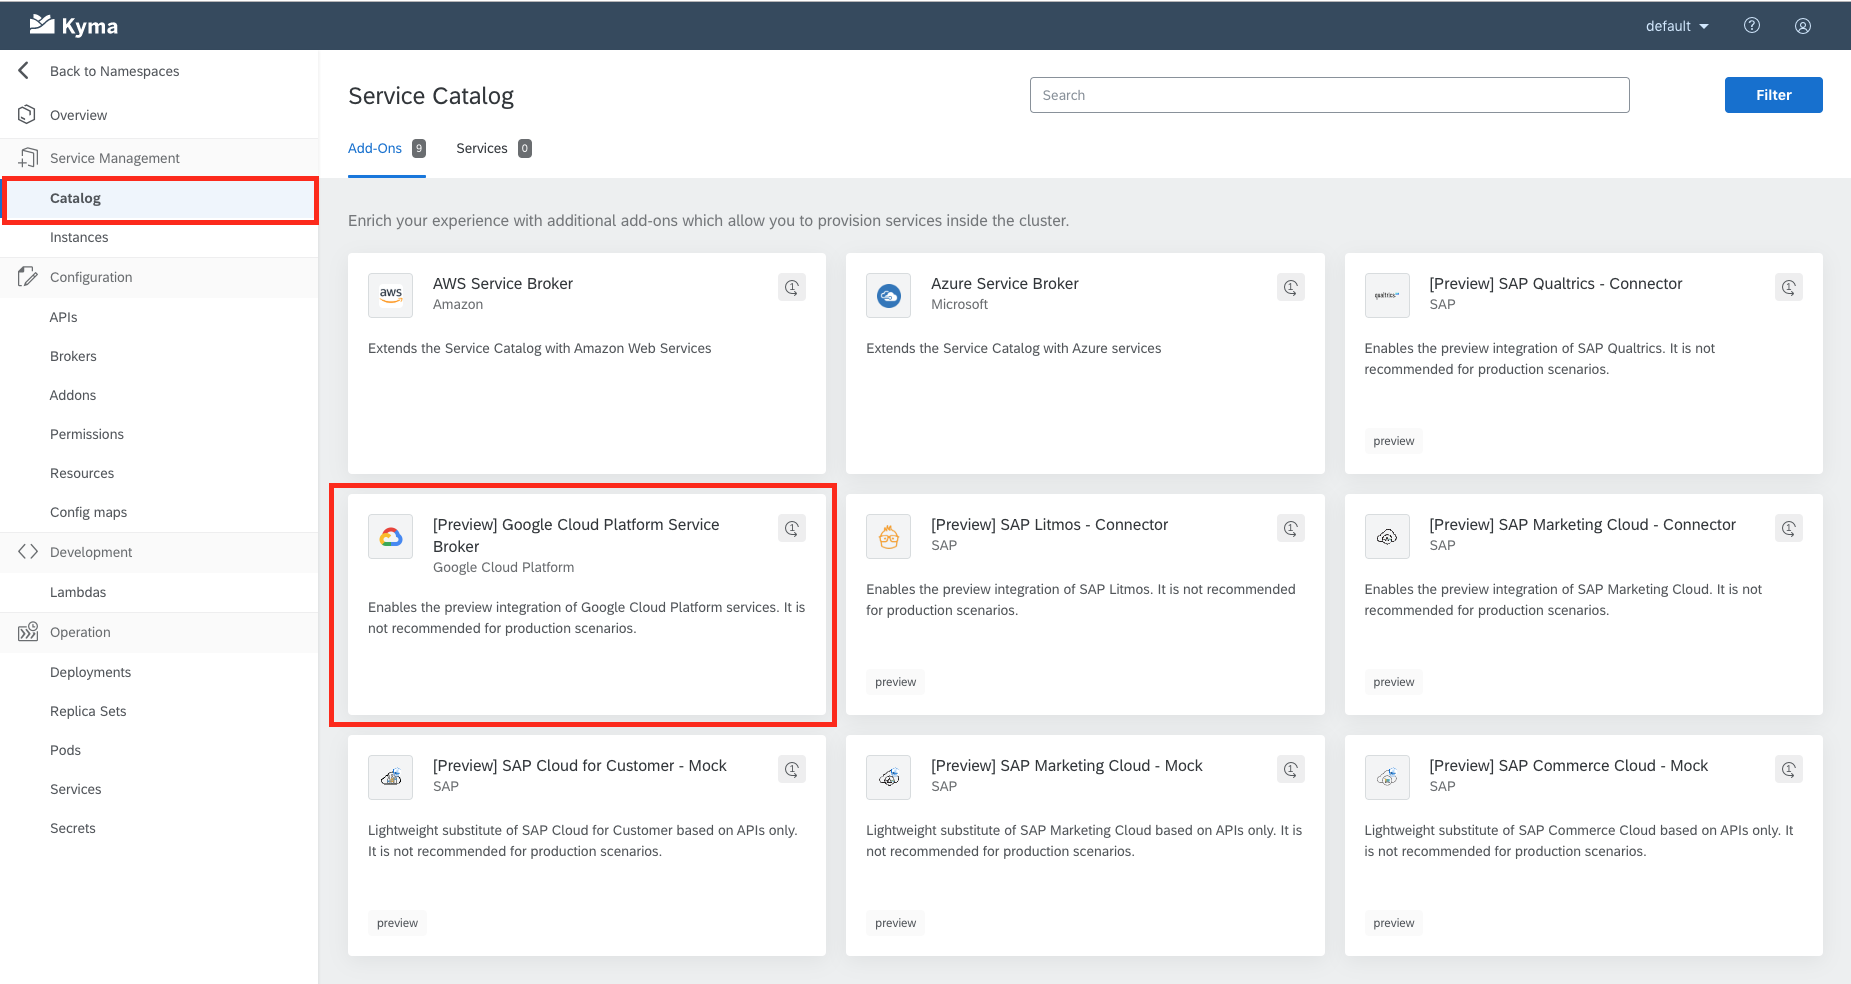 Kyma
default
Back to Namespaces
Overview
Service Management
Catalog
Instances
Configuration
APIs
Brokers
Addons
Permissions
Resources
Config maps
Development
Lambdas
Operation
Deployments
Replica Sets
Pods
Services
Secrets
Service Catalog
Search
Filter
Add-Ons 9
Services 0
Enrich your experience with additional add-ons which allow you to provision services inside the cluster.
aws
AWS Service Broker
Amazon
1
Extends the Service Catalog with Amazon Web Services
Azure Service Broker
Microsoft
1
Extends the Service Catalog with Azure services
qualtrics
[Preview] SAP Qualtrics - Connector
SAP
1
Enables the preview integration of SAP Qualtrics. It is not
recommended for production scenarios.
preview
[Preview] Google Cloud Platform Service
Broker
Google Cloud Platform
1
Enables the preview integration of Google Cloud Platform services. It is
not recommended for production scenarios.
[Preview] SAP Litmos - Connector
SAP
1
Enables the preview integration of SAP Litmos. It is not recommended
for production scenarios.
preview
[Preview] SAP Marketing Cloud - Connector
SAP
1
Enables the preview integration of SAP Marketing Cloud. It is not
recommended for production scenarios.
preview
[Preview] SAP Cloud for Customer - Mock
SAP
1
Lightweight substitute of SAP Cloud for Customer based on APIs only.
It is not recommended for production scenarios.
preview
[Preview] SAP Marketing Cloud - Mock
SAP
1
Lightweight substitute of SAP Marketing Cloud based on APIs only. It is
not recommended for production scenarios.
preview
[Preview] SAP Commerce Cloud - Mock
SAP
1
Lightweight substitute of SAP Commerce Cloud based on APIs only. It
is not recommended for production scenarios.
preview